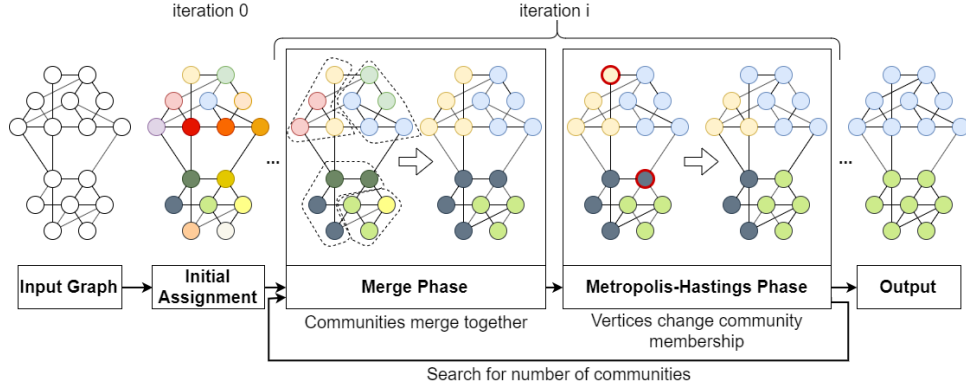 iteration 0
iteration i
...
...
Input Graph
Initial
Assignment
Merge Phase
Metropolis-Hastings Phase
Output
Communities merge together
Vertices change community
membership
Search for number of communities